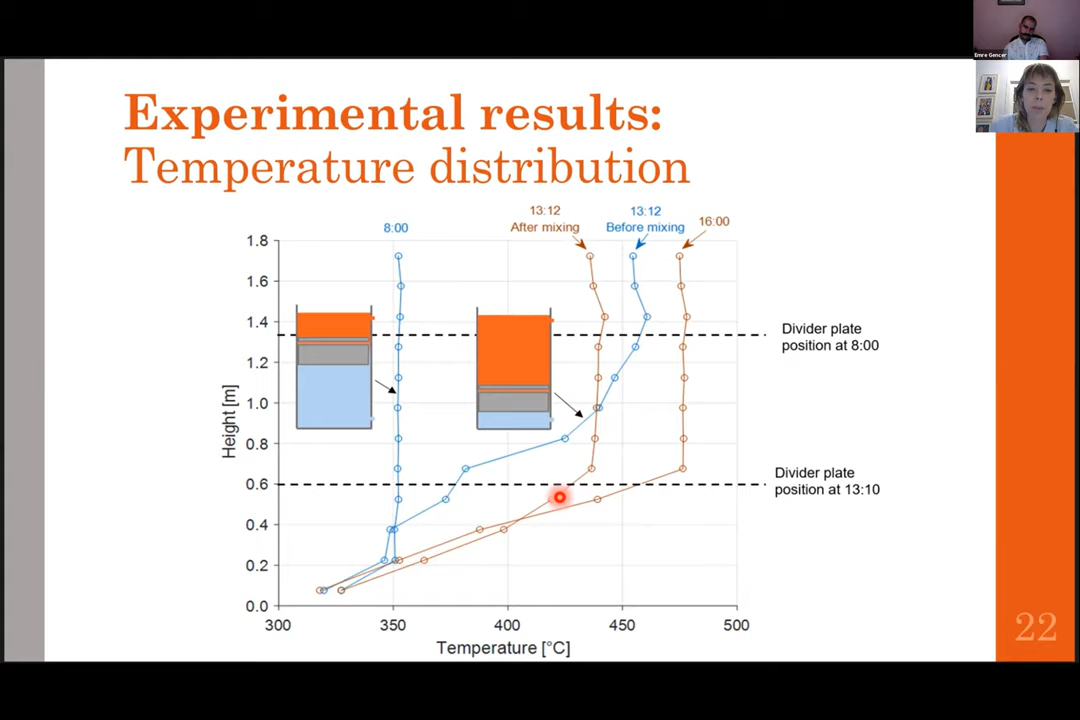 Emre Gencer
Experimental results:
Temperature distribution
8:00
13:12
After mixing
13:12
Before mixing
16:00
1.8
1.6
1.4
1.2
1.0
0.8
0.6
0.4
0.2
0.0
Height [m]
Divider plate
position at 8:00
Divider plate
position at 13:10
300
350
400
450
500
Temperature [°C]
22